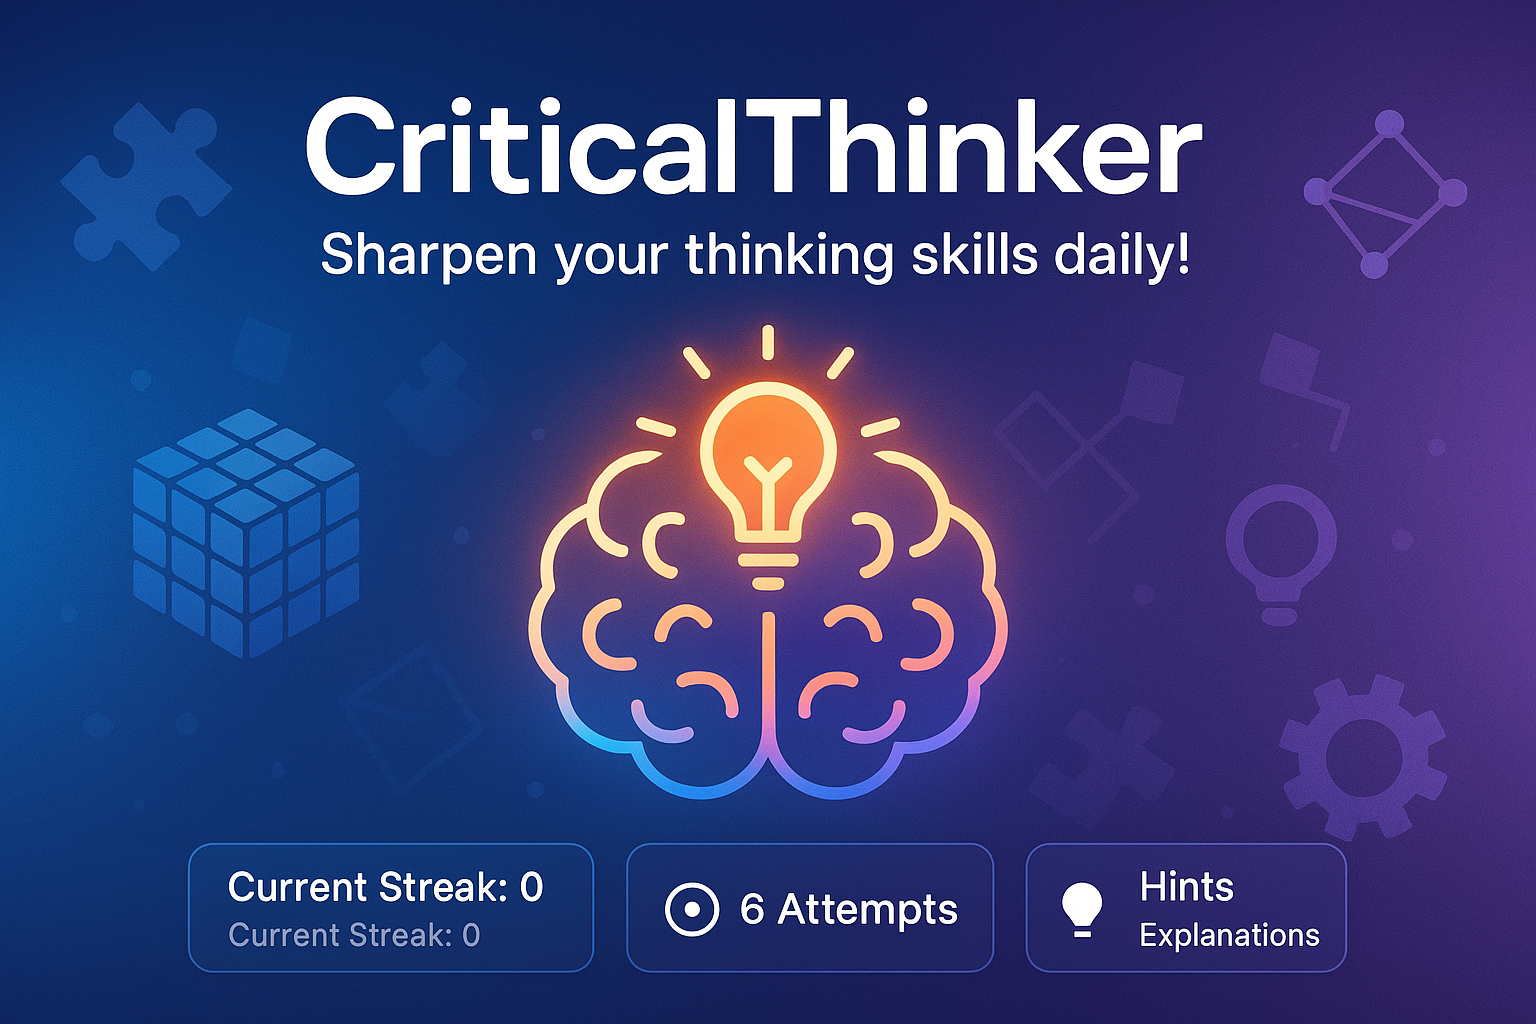 CriticalThinker
Sharpen your thinking skills daily!
Current Streak: 0
Current Streak: 0
6 Attempts
Hints
Explanations